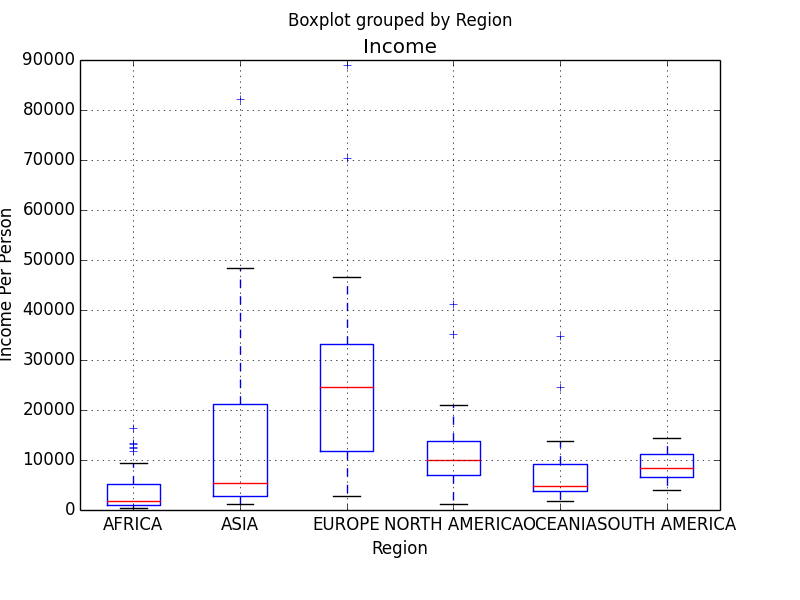 Boxplot grouped by Region
Income
90000
80000
70000
60000
50000
40000
30000
20000
10000
0
Income Per Person
AFRICA ASIA EUROPE NORTH AMERICA OCEANIA SOUTH AMERICA
Region